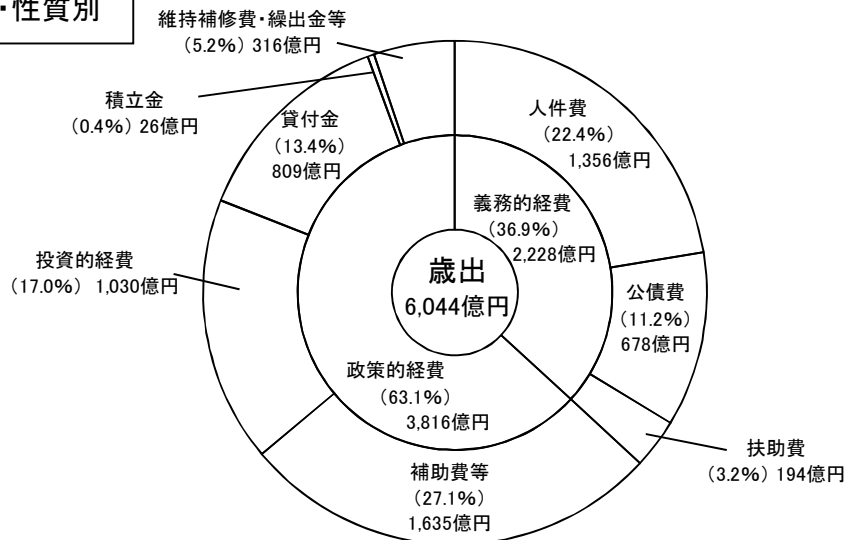 ・性質別
維持補修費・繰出金等
（5.2%）316億円
積立金
（0.4%）26億円
貸付金
（13.4%）
809億円
人件費
（22.4%）
1,356億円
義務的経費
（36.9%）
2,228億円
歳出
6,044億円
投資的経費
（17.0%）1,030億円
公債費
（11.2%）
678億円
政策的経費
（63.1%）
3,816億円
扶助費
（3.2%）194億円
補助費等
（27.1%）
1,635億円